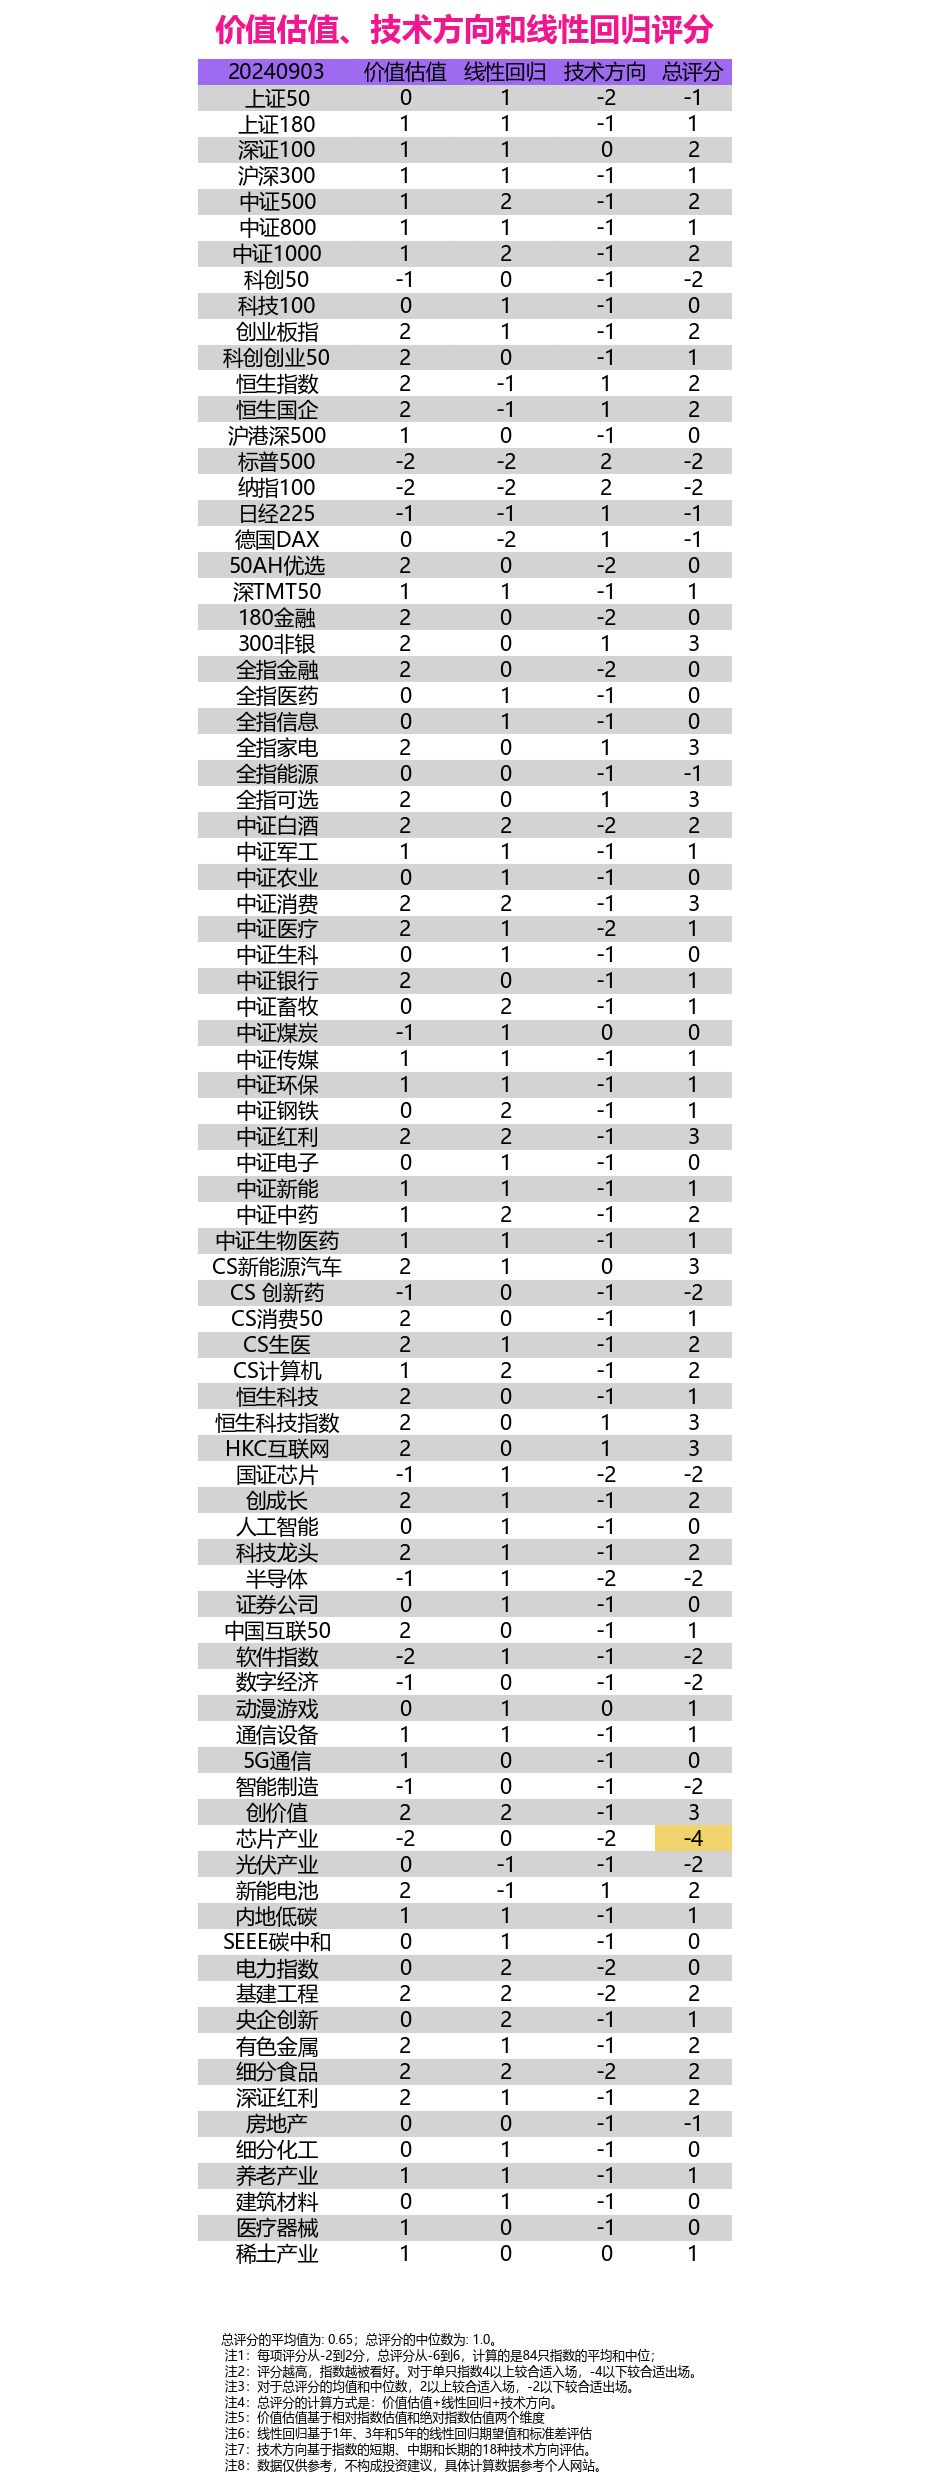 价值估值、技术方向和线性回归评分
20240903 价值估值 线性回归 技术方向 总评分
上证50 0 1 -2 -1
上证180 1 1 -1 1
深证100 1 1 0 2
沪深300 1 1 -1 1
中证500 1 2 -1 2
中证800 1 1 -1 1
中证1000 1 2 -1 2
科创50 -1 0 -1 -2
科技100 0 1 -1 0
创业板指 2 1 -1 2
科创创业50 2 0 -1 1
恒生指数 2 -1 1 2
恒生国企 2 -1 1 2
沪港深500 1 0 -1 0
标普500 -2 -2 2 -2
纳指100 -2 -2 2 -2
日经225 -1 -1 1 -1
德国DAX 0 -2 1 -1
50AH优选 2 0 -2 0
深TMT50 1 1 -1 1
180金融 2 0 -2 0
300非银 2 0 1 3
全指金融 2 0 -2 0
全指医药 0 1 -1 0
全指信息 0 1 -1 0
全指家电 2 0 1 3
全指能源 0 0 -1 -1
全指可选 2 0 1 3
中证白酒 2 2 -2 2
中证军工 1 1 -1 1
中证农业 0 1 -1 0
中证消费 2 2 -1 3
中证医疗 2 1 -2 1
中证生科 0 1 -1 0
中证银行 2 0 -1 1
中证畜牧 0 2 -1 1
中证煤炭 -1 1 0 0
中证传媒 1 1 -1 1
中证环保 1 1 -1 1
中证钢铁 0 2 -1 1
中证红利 2 2 -1 3
中证电子 0 1 -1 0
中证新能 1 1 -1 1
中证中药 1 2 -1 2
中证生物医药 1 1 -1 1
CS新能源汽车 2 1 0 3
CS 创新药 -1 0 -1 -2
CS消费50 2 0 -1 1
CS生医 2 1 -1 2
CS计算机 1 2 -1 2
恒生科技 2 0 -1 1
恒生科技指数 2 0 1 3
HKC互联网 2 0 1 3
国证芯片 -1 1 -2 -2
创成长 2 1 -1 2
人工智能 0 1 -1 0
科技龙头 2 1 -1 2
半导体 -1 1 -2 -2
证券公司 0 1 -1 0
中国互联50 2 0 -1 1
软件指数 -2 1 -1 -2
数字经济 -1 0 -1 -2
动漫游戏 0 1 0 1
通信设备 1 1 -1 1
5G通信 1 0 -1 0
智能制造 -1 0 -1 -2
创价值 2 2 -1 3
芯片产业 -2 0 -2 -4
光伏产业 0 -1 -1 -2
新能电池 2 -1 1 2
内地低碳 1 1 -1 1
SEEE碳中和 0 1 -1 0
电力指数 0 2 -2 0
基建工程 2 2 -2 2
央企创新 0 2 -1 1
有色金属 2 1 -1 2
细分食品 2 2 -2 2
深证红利 2 1 -1 2
房地产 0 0 -1 -1
细分化工 0 1 -1 0
养老产业 1 1 -1 1
建筑材料 0 1 -1 0
医疗器械 1 0 -1 0
稀土产业 1 0 0 1
总评分的平均值为: 0.65；总评分的中位数为: 1.0。
注1：每项评分从-2到2分，总评分从-6到6，计算的是84只指数的平均和中位；
注2：评分越高，指数越被看好。对于单只指数4以上较合适入场，-4以下较合适出场。
注3：对于总评分的均值和中位数，2以上较合适入场，-2以下较合适出场。
注4：总评分的计算方式是：价值估值+线性回归+技术方向。
注5：价值估值基于相对指数估值和绝对指数估值两个维度
注6：线性回归基于1年、3年和5年的线性回归期望值和标准差评估
注7：技术方向基于指数的短期、中期和长期的18种技术方向评估。
注8：数据仅供参考，不构成投资建议，具体计算数据参考个人网站。